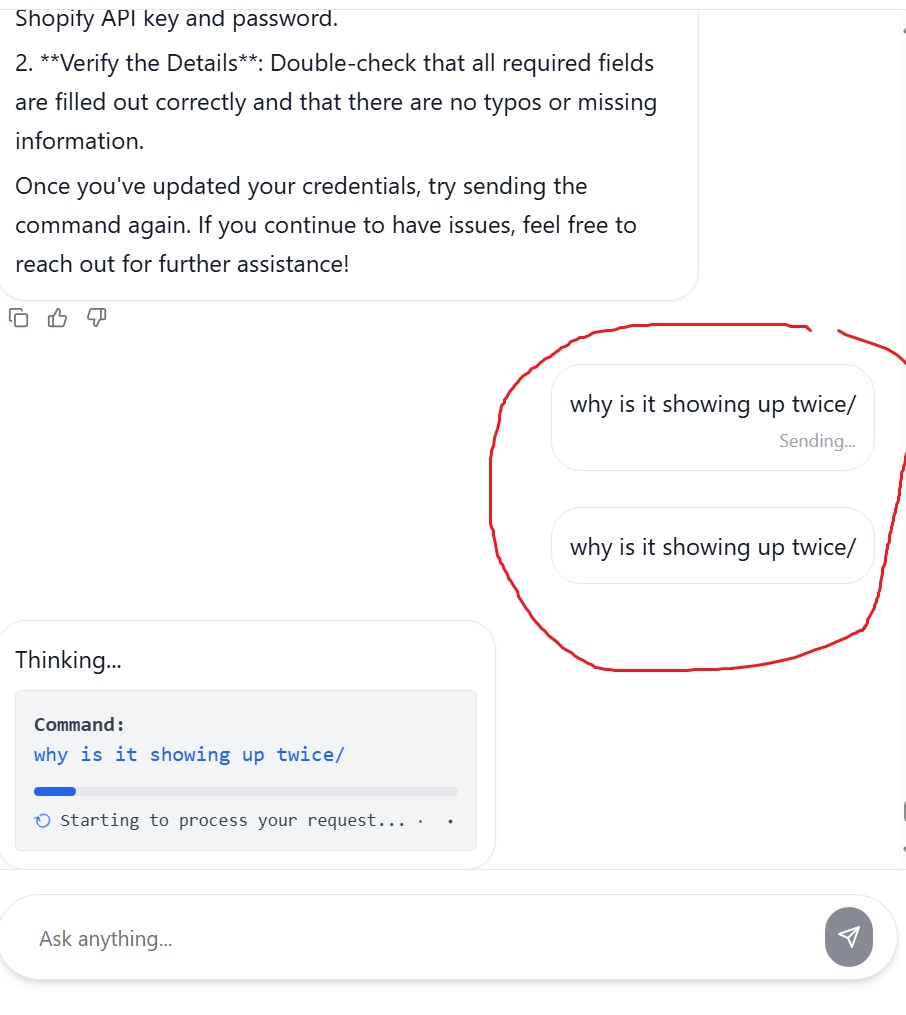 Shopify API key and password.
2. **Verify the Details**: Double-check that all required fields
are filled out correctly and that there are no typos or missing
information.
Once you've updated your credentials, try sending the
command again. If you continue to have issues, feel free to
reach out for further assistance!
why is it showing up twice/
Sending...
why is it showing up twice/
Thinking...
Command:
why is it showing up twice/
Starting to process your request...
Ask anything...